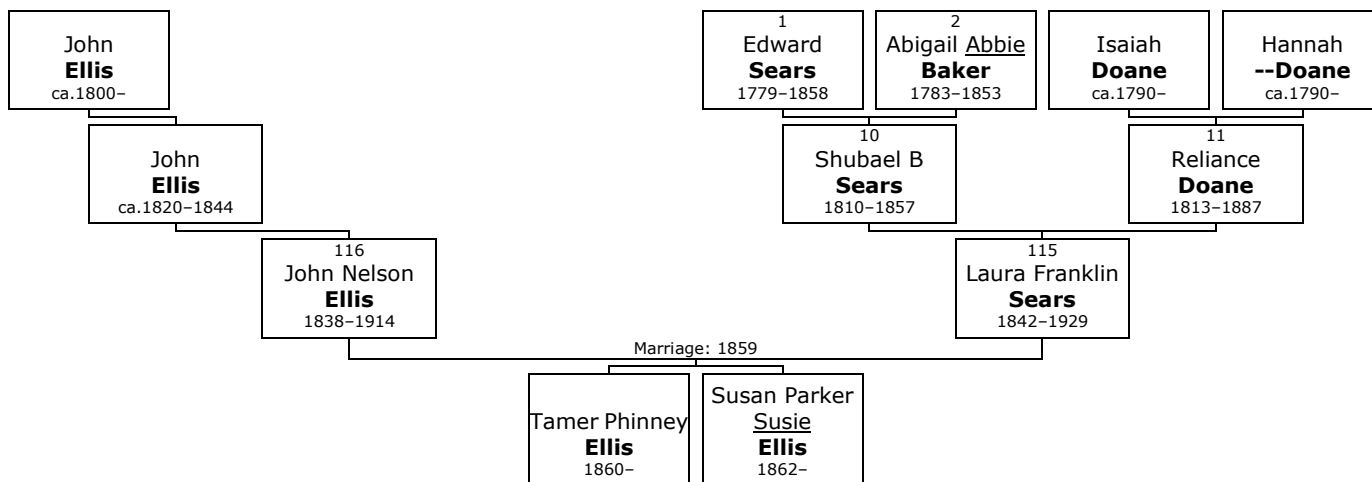 John
Ellis
ca.1800–
1
Edward
Sears
1779–1858
2
Abigail Abbie
Baker
1783–1853
Isaiah
Doane
ca.1790–
Hannah
--Doane
ca.1790–
John
Ellis
ca.1820–1844
10
Shubael B
Sears
1810–1857
11
Reliance
Doane
1813–1887
116
John Nelson
Ellis
1838–1914
115
Laura Franklin
Sears
1842–1929
Marriage: 1859
Tamer Phinney
Ellis
1860–
Susan Parker
Susie
Ellis
1862–